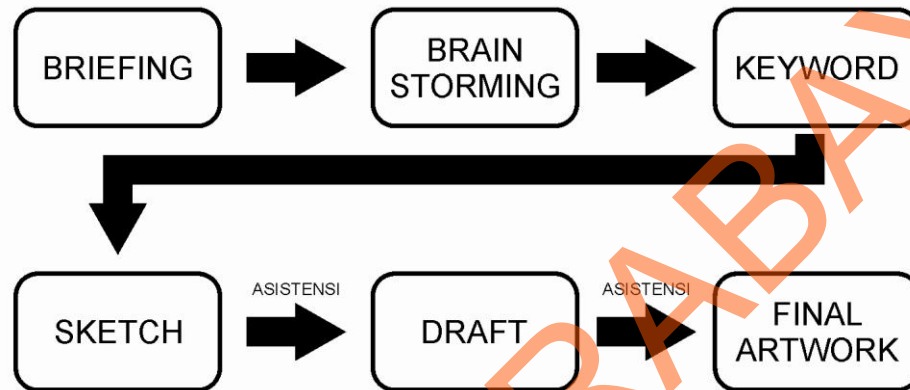 BRIEFING
BRAIN
STORMING
KEYWORD
SKETCH
ASISTENSI
DRAFT
ASISTENSI
FINAL
ARTWORK